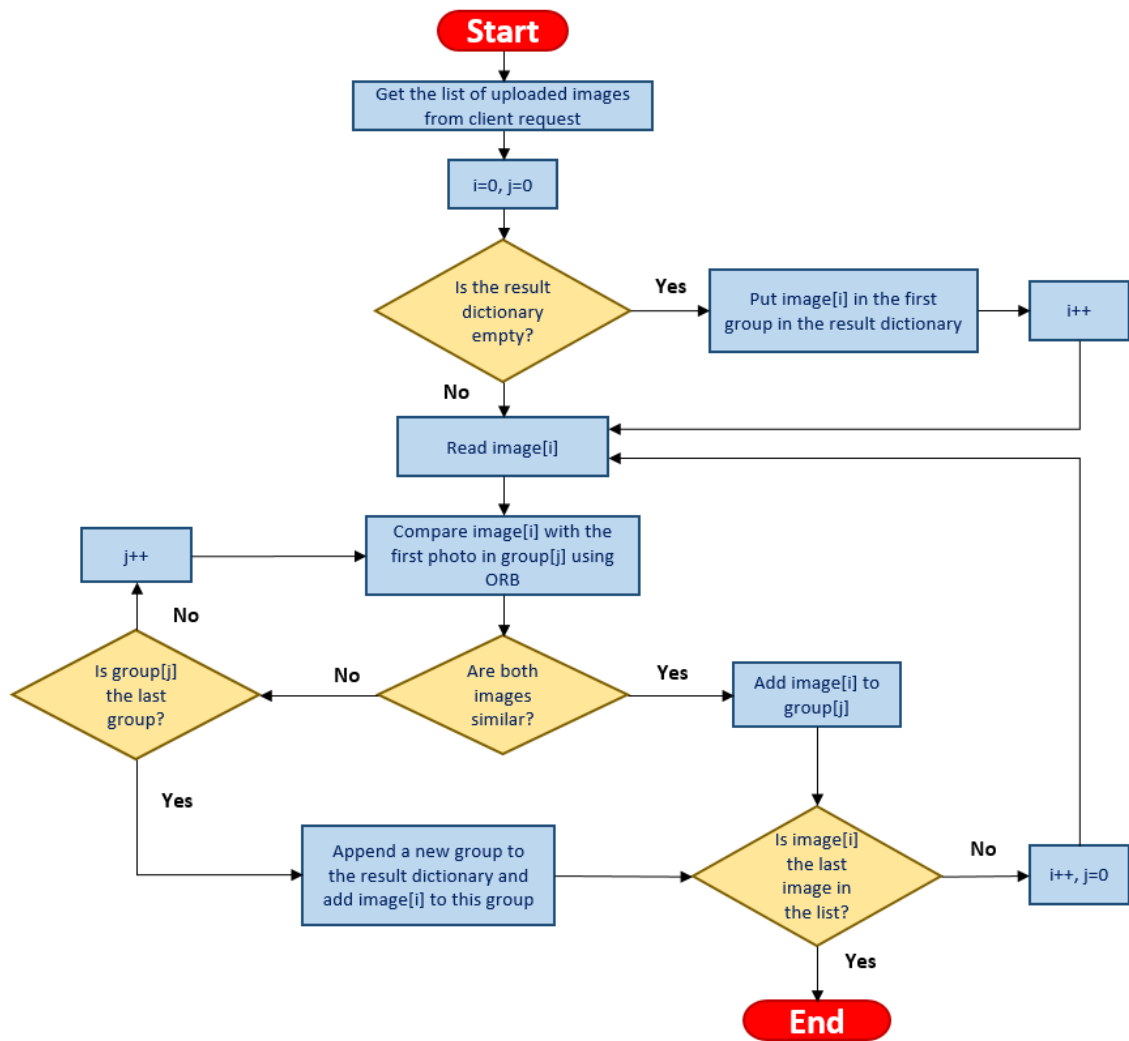 Start
Get the list of uploaded images
from client request
i=0, j=0
Is the result
dictionary
empty?
Yes
Put image[i] in the first
group in the result dictionary
i++
No
Read image[i]
Compare image[i] with the
first photo in group[j] using
ORB
j++
No
Is group[j]
the last
group?
No
Are both
images
similar?
Yes
Add image[i] to
group[j]
Yes
Append a new group to
the result dictionary and
add image[i] to this group
Is image[i]
the last
image in
the list?
No
i++, j=0
Yes
End